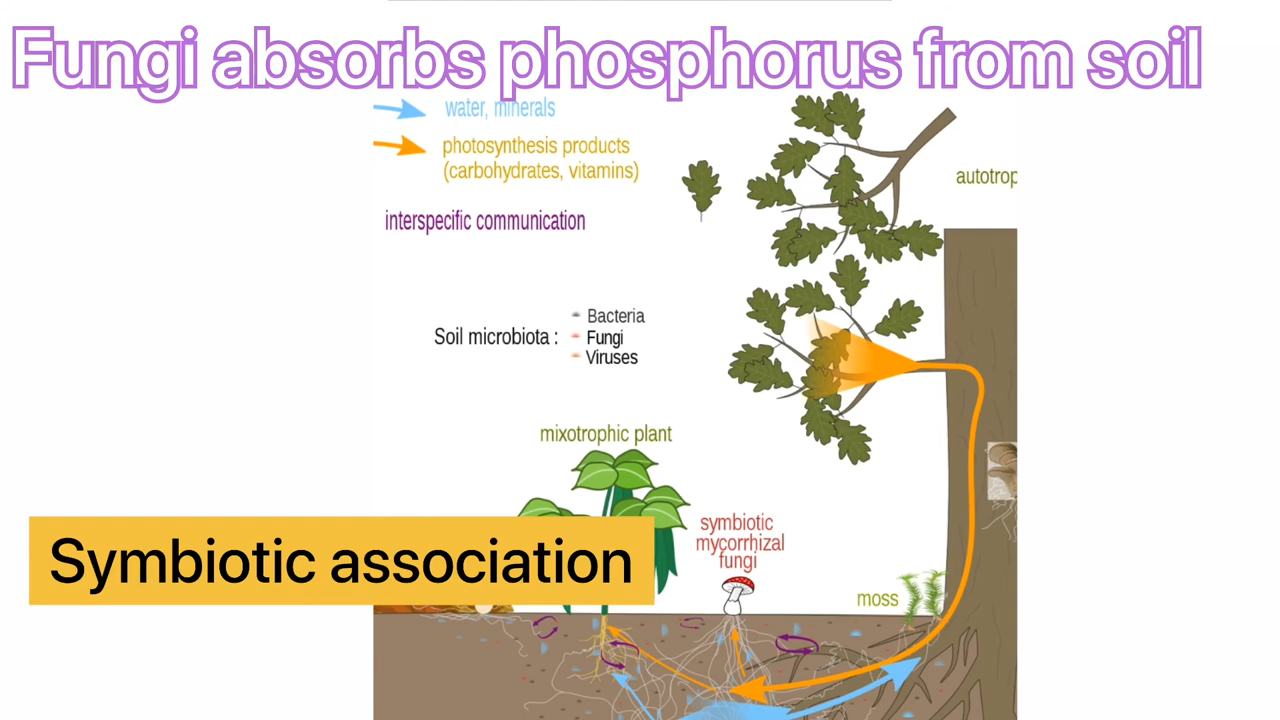 Fungi absorbs phosphorus from soil
water, minerals
photosynthesis products
(carbohydrates, vitamins)
autotrop
interspecific communication
Soil microbiota :
Bacteria
Fungi
Viruses
mixotrophic plant
symbiotic
mycorrhizal
fungi
Symbiotic association
moss